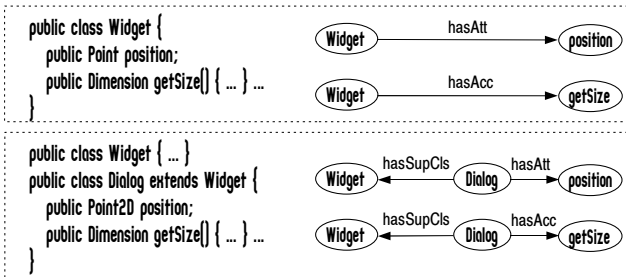 public class Widget {
public Point position;
public Dimension getSize() { ... } ...
}
hasAtt
Widget position
hasAcc
Widget getSize
public class Widget { ... }
public class Dialog extends Widget {
public Point2D position;
public Dimension getSize() { ... } ...
}
hasSupCls hasAtt
Widget Dialog position
hasSupCls hasAcc
Widget Dialog getSize